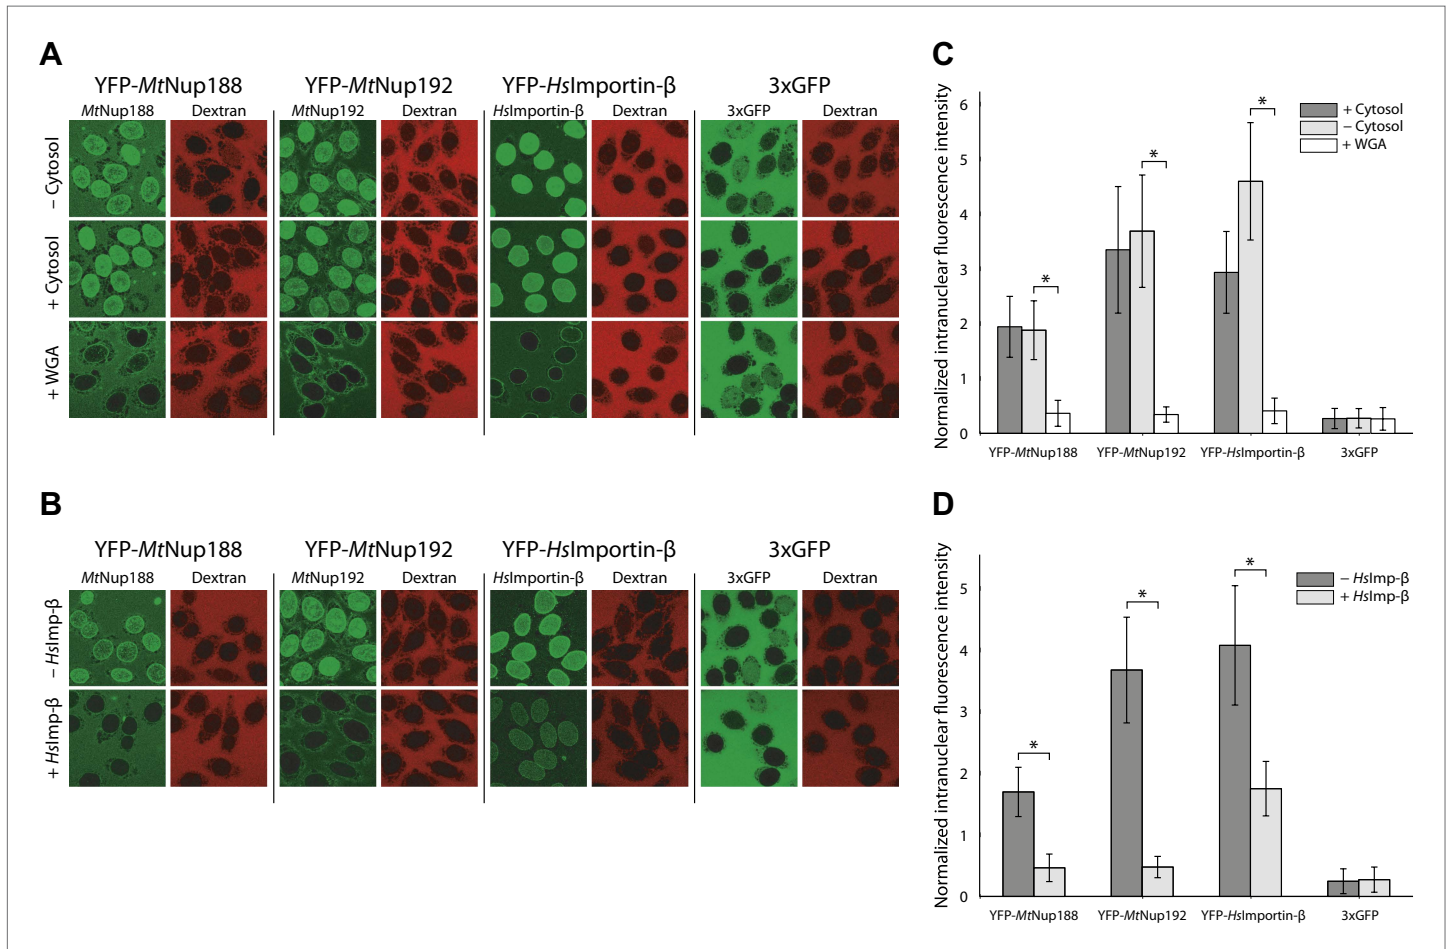 A
YFP-MtNup188 YFP-MtNup192 YFP-HsImportin-β 3xGFP
MtNup188 Dextran MtNup192 Dextran HsImportin-β Dextran 3xGFP Dextran
– Cytosol
+ Cytosol
+ WGA
B
YFP-MtNup188 YFP-MtNup192 YFP-HsImportin-β 3xGFP
MtNup188 Dextran MtNup192 Dextran HsImportin-β Dextran 3xGFP Dextran
– HsImp-β
+ HsImp-β
C
Normalized intranuclear fluorescence intensity
6
5
4
3
2
1
0
* * *
+ Cytosol
– Cytosol
+ WGA
YFP-MtNup188 YFP-MtNup192 YFP-HsImportin-β 3xGFP
D
Normalized intranuclear fluorescence intensity
5
4
3
2
1
0
* * *
– HsImp-β
+ HsImp-β
YFP-MtNup188 YFP-MtNup192 YFP-HsImportin-β 3xGFP